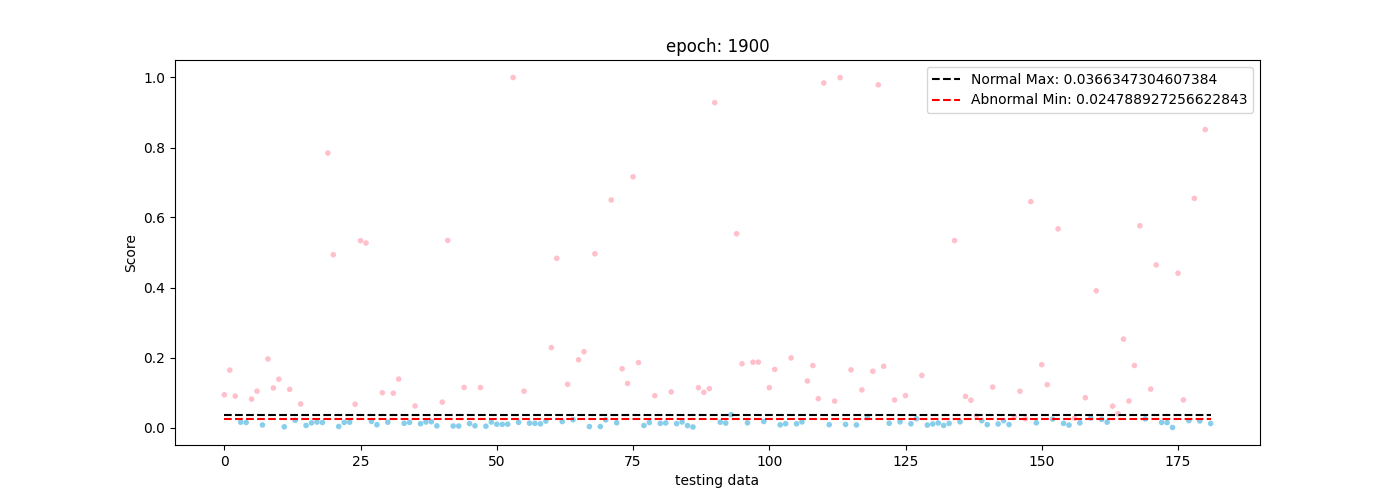 epoch: 1900
Normal Max: 0.0366347304607384
Abnormal Min: 0.024788927256622843
1.0
0.8
0.6
0.4
0.2
0.0
Score
0 25 50 75 100 125 150 175
testing data